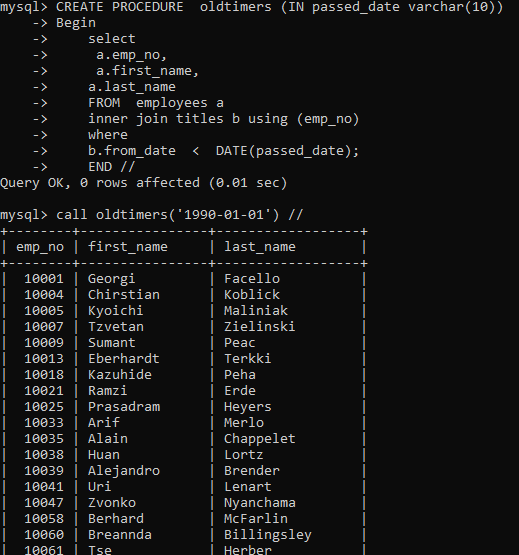 mysql> CREATE PROCEDURE  oldtimers (IN passed_date varchar(10))
    -> Begin
    ->     select
    ->      a.emp_no,
    ->      a.first_name,
    ->     a.last_name
    ->     FROM  employees a
    ->     inner join titles b using (emp_no)
    ->     where
    ->     b.from_date  <  DATE(passed_date);
    ->     END //
Query OK, 0 rows affected (0.01 sec)

mysql> call oldtimers('1990-01-01') //
+--------+----------------+------------------+
| emp_no | first_name     | last_name        |
+--------+----------------+------------------+
|  10001 | Georgi         | Facello          |
|  10004 | Chirstian      | Koblick          |
|  10005 | Kyoichi        | Maliniak         |
|  10007 | Tzvetan        | Zielinski        |
|  10009 | Sumant         | Peac             |
|  10013 | Eberhardt      | Terkki           |
|  10018 | Kazuhide       | Peha             |
|  10021 | Ramzi          | Erde             |
|  10025 | Prasadram      | Heyers           |
|  10033 | Arif           | Merlo            |
|  10035 | Alain          | Chappelet        |
|  10038 | Huan           | Lortz            |
|  10039 | Alejandro      | Brender          |
|  10041 | Uri            | Lenart           |
|  10047 | Zvonko         | Nyanchama        |
|  10058 | Berhard        | McFarlin         |
|  10060 | Breannda       | Billingsley      |
|  10061 | Tse            | Herber           |